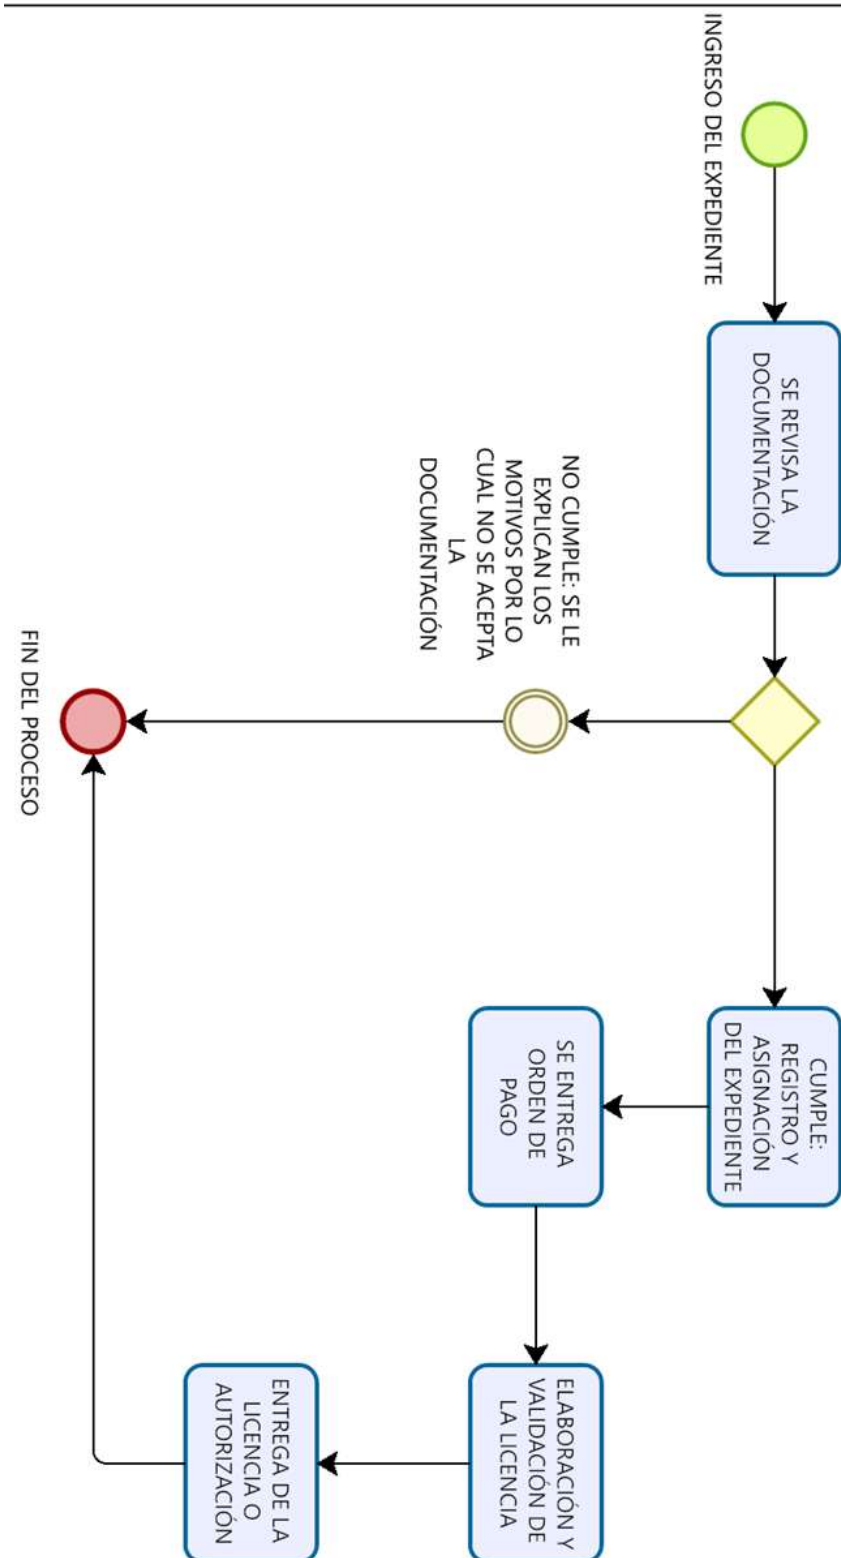 INGRESO DEL EXPEDIENTE
SE REVISA LA
DOCUMENTACIÓN
NO CUMPLE: SE LE
EXPLICAN LOS
MOTIVOS POR LO
CUAL NO SE ACEPTA
LA
DOCUMENTACIÓN
CUMPLE:
REGISTRO Y
ASIGNACIÓN
DEL EXPEDIENTE
SE ENTREGA
ORDEN DE
PAGO
ELABORACIÓN Y
VALIDACIÓN DE
LA LICENCIA
ENTREGA DE LA
LICENCIA O
AUTORIZACIÓN
FIN DEL PROCESO